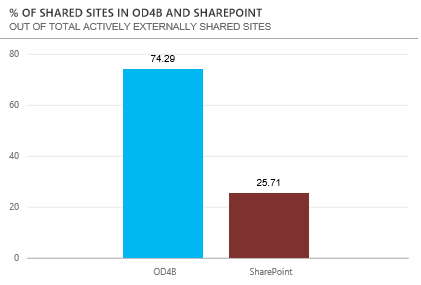 % OF SHARED SITES IN OD4B AND SHAREPOINT
OUT OF TOTAL ACTIVELY EXTERNALLY SHARED SITES
80
74.29
60
40
25.71
20
0
OD4B SharePoint